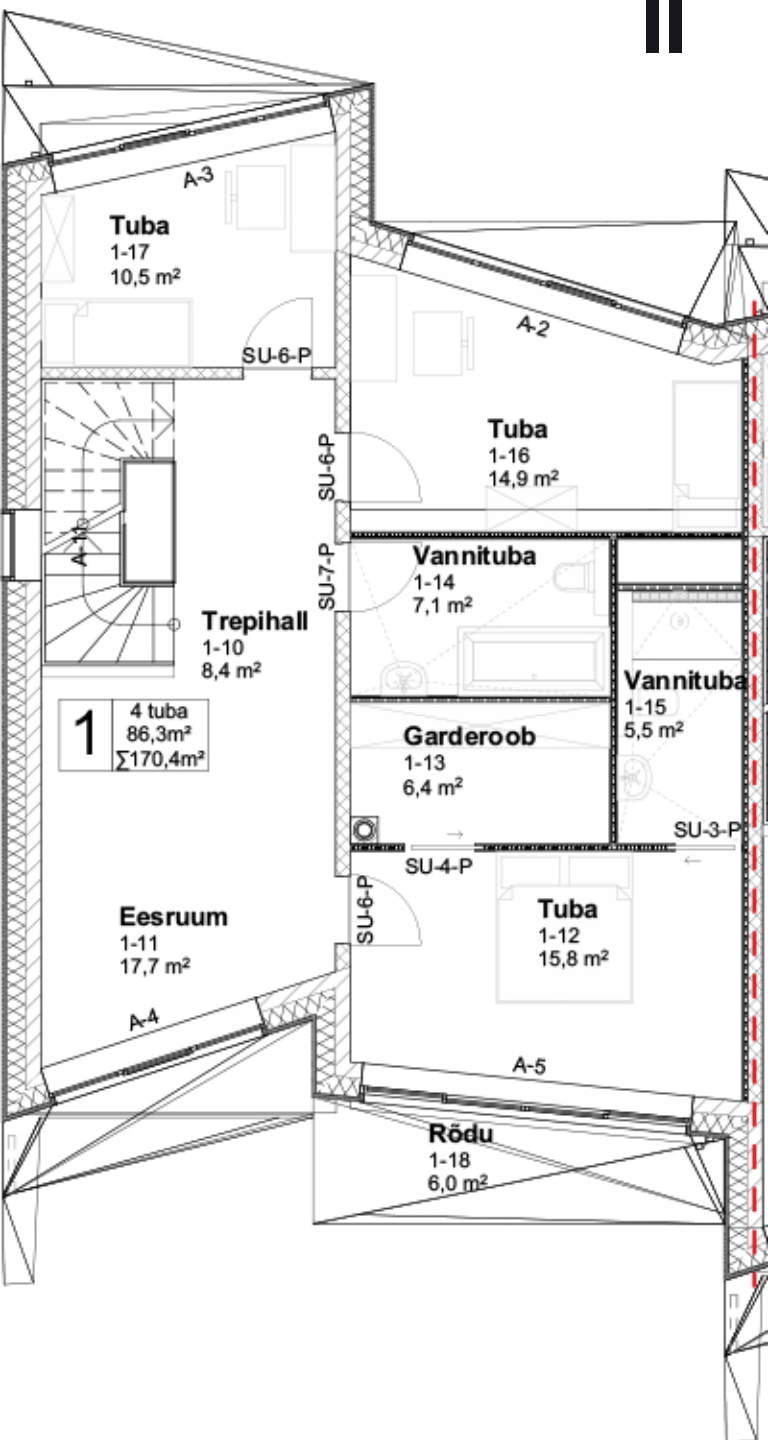 II
A-3
Tuba
1-17
10,5 m²
SU-6-P
A-2
Tuba
1-16
14,9 m²
SU-6-P
A-11
SU-7-P
Vannituba
1-14
7,1 m²
Trepihall
1-10
8,4 m²
Vannituba
1-15
5,5 m²
1
4 tuba
86,3m²
∑170,4m²
Garderoob
1-13
6,4 m²
SU-3-P
SU-4-P
SU-6-P
Eesruum
1-11
17,7 m²
Tuba
1-12
15,8 m²
A-4
A-5
Rõdu
1-18
6,0 m²